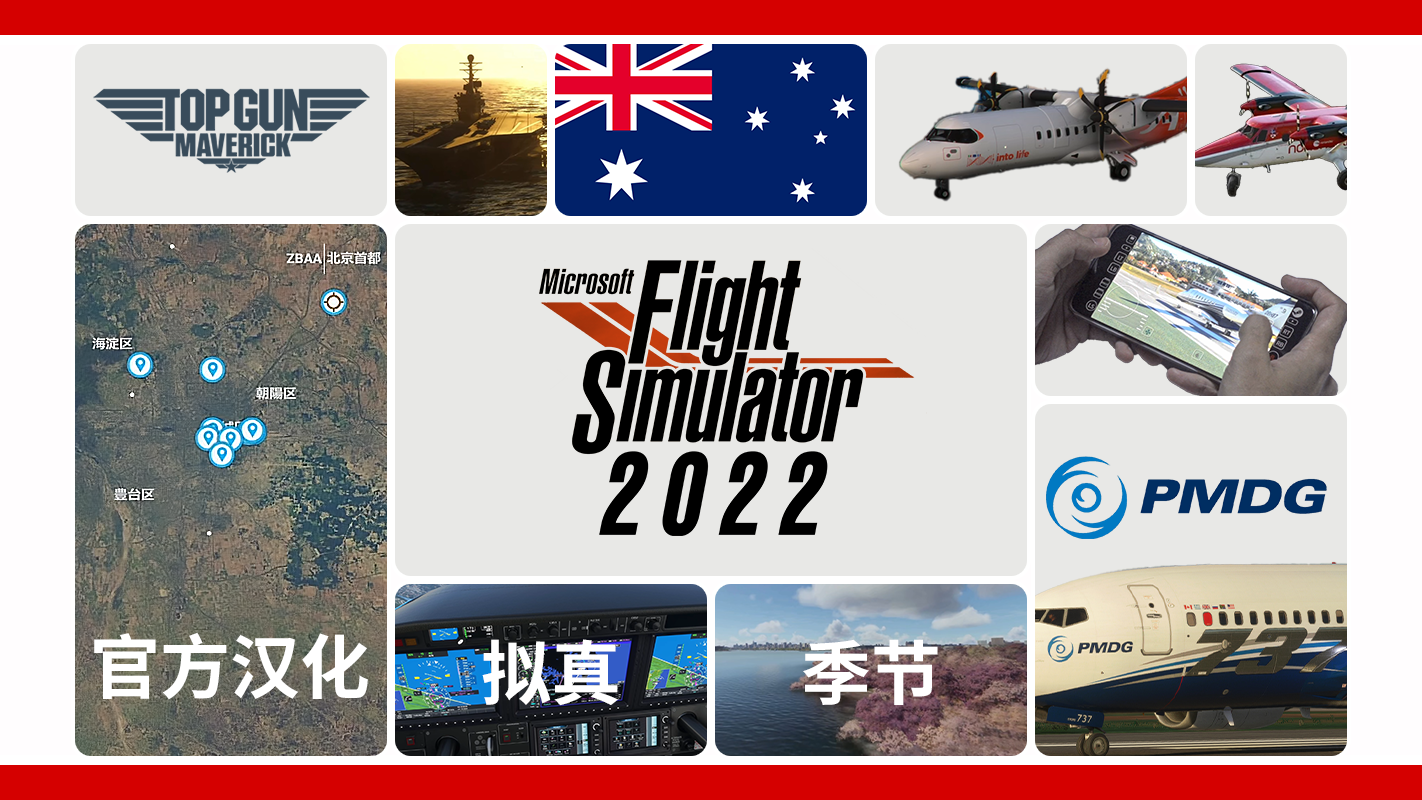 TOP GUN
MAVERICK
into life
ZBAA 北京首都
海淀区
朝陽区
豊台区
官方汉化
Microsoft Flight
Simulator
2022
拟真
季节
PMDG
PMDG
737
737